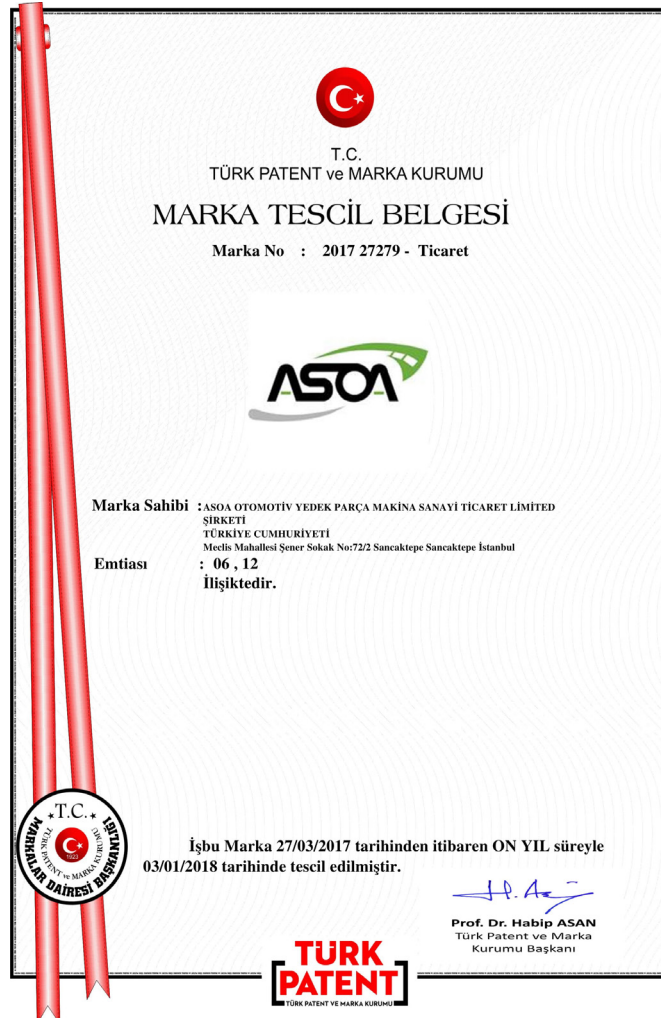 T.C.
TÜRK PATENT ve MARKA KURUMU
MARKA TESCİL BELGESİ
Marka No : 2017 27279 - Ticaret
ASOA
Marka Sahibi : ASOA OTOMOTİV YEDEK PARÇA MAKİNA SANAYİ TİCARET LİMİTED
ŞİRKETİ
TÜRKİYE CUMHURİYETİ
Meclis Mahallesi Şener Sokak No:72/2 Sancaktepe Sancaktepe İstanbul
Emtiası : 06 , 12
İlişiktedir.
T.C.
MARKALAR DAİRESİ BAŞKANLIĞI
TÜRK PATENT ve MARKA KURUMU
1923
İşbu Marka 27/03/2017 tarihinden itibaren ON YIL süreyle
03/01/2018 tarihinde tescil edilmiştir.
H. As
Prof. Dr. Habip ASAN
Türk Patent ve Marka
Kurumu Başkanı
TÜRK
PATENT
TÜRK PATENT VE MARKA KURUMU